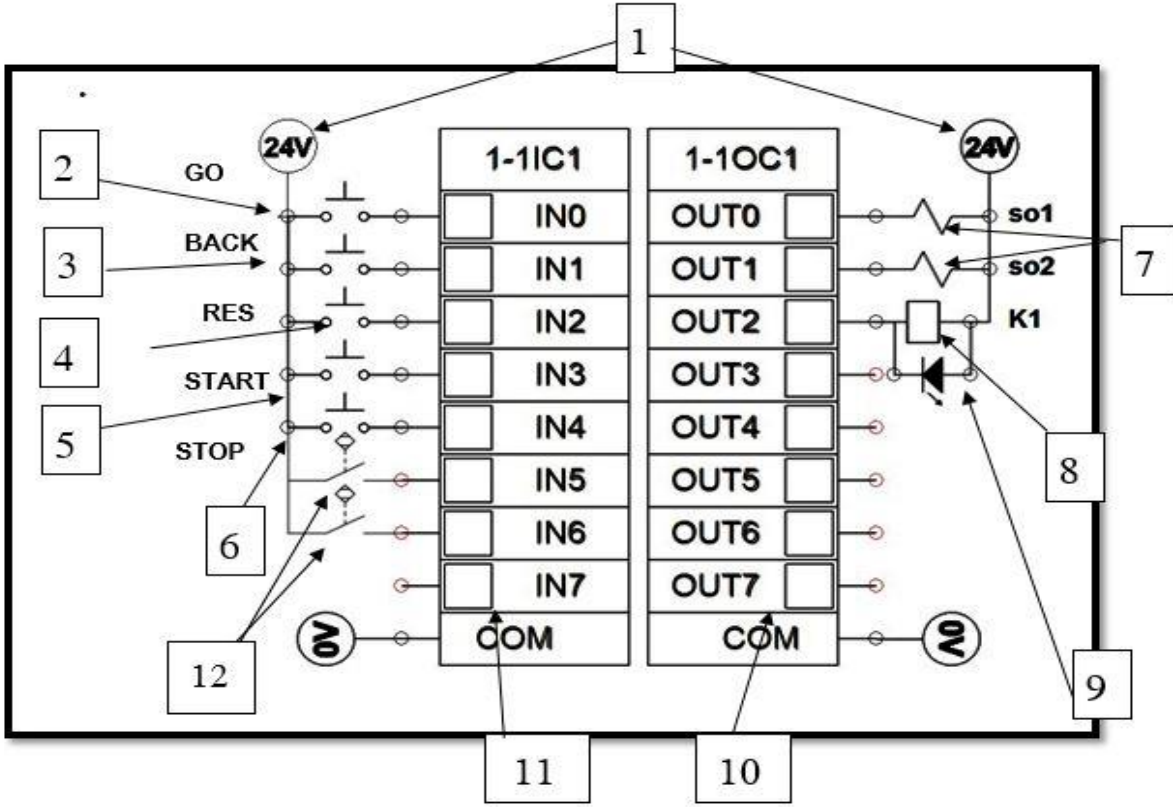 1
24V
1-1IC1
1-1OC1
24V
2
GO
IN0
OUT0
so1
3
BACK
IN1
OUT1
so2
7
4
RES
IN2
OUT2
K1
START
IN3
OUT3
5
STOP
IN4
OUT4
8
IN5
OUT5
6
IN6
OUT6
IN7
OUT7
0V
COM
COM
0V
12
9
11
10